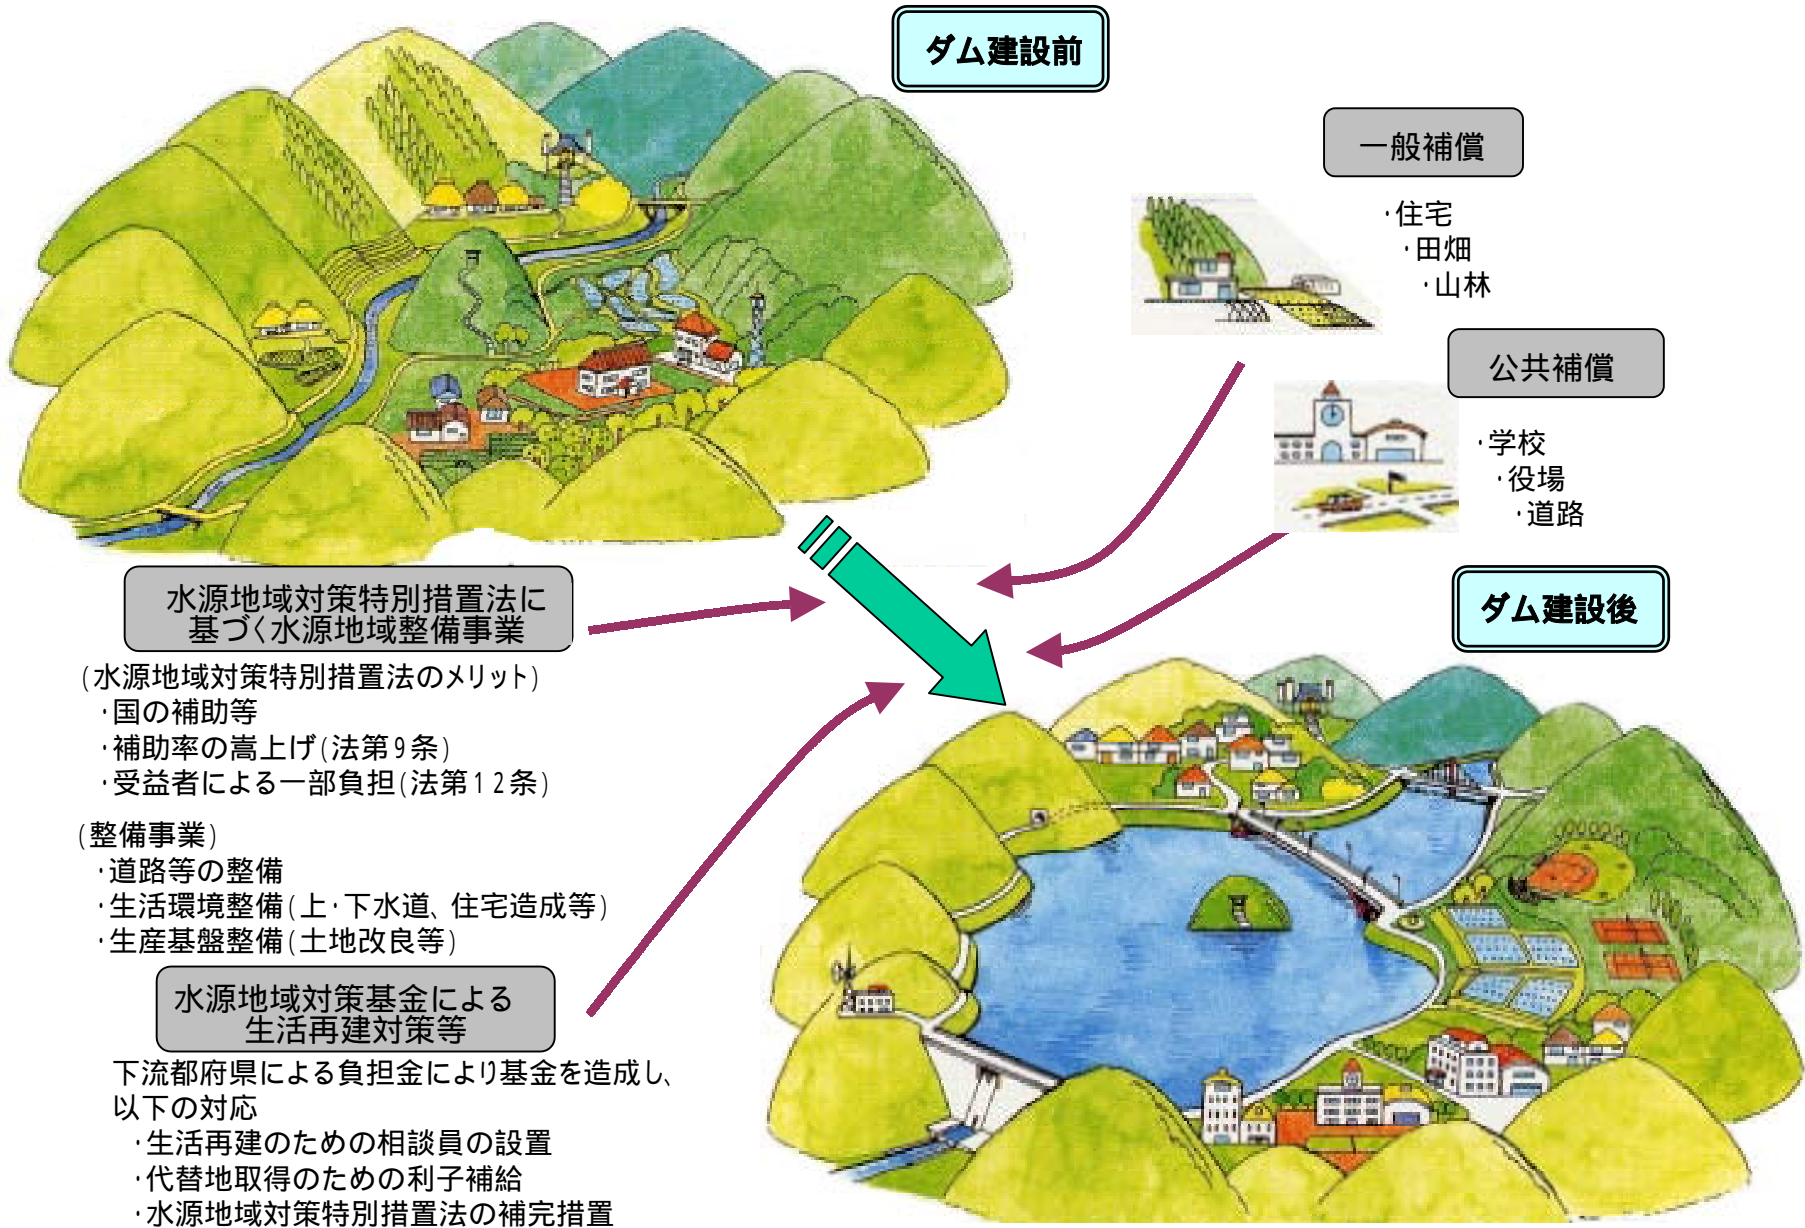 ダム建設前
一般補償
・住宅
・田畑
・山林
公共補償
・学校
・役場
・道路
ダム建設後
水源地域対策特別措置法に
基づく水源地域整備事業
(水源地域対策特別措置法のメリット)
・国の補助等
・補助率の嵩上げ(法第9条)
・受益者による一部負担(法第12条)
(整備事業)
・道路等の整備
・生活環境整備(上・下水道、住宅造成等)
・生産基盤整備(土地改良等)
水源地域対策基金による
生活再建対策等
下流都府県による負担金により基金を造成し、
以下の対応
・生活再建のための相談員の設置
・代替地取得のための利子補給
・水源地域対策特別措置法の補完措置